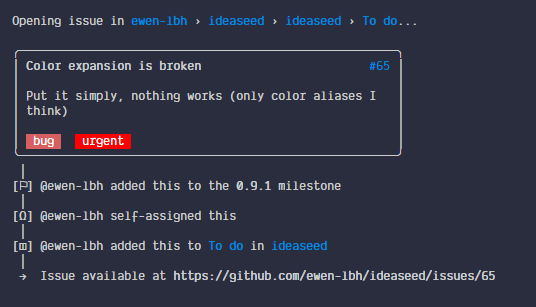 Opening issue in ewen-lbh › ideaseed › ideaseed › To do...
Color expansion is broken #65
Put it simply, nothing works (only color aliases I
think)
bug urgent
[⚐] @ewen-lbh added this to the 0.9.1 milestone
[Ω] @ewen-lbh self-assigned this
[▥] @ewen-lbh added this to To do in ideaseed
→ Issue available at https://github.com/ewen-lbh/ideaseed/issues/65